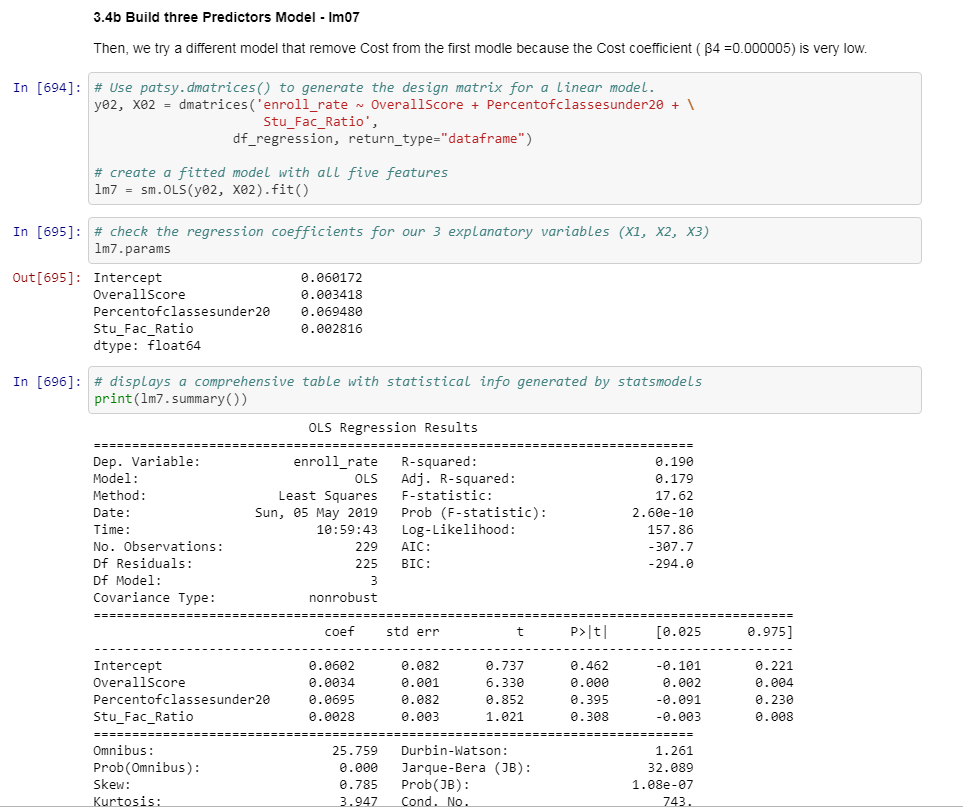 3.4b Build three Predictors Model - lm07
Then, we try a different model that remove Cost from the first modle because the Cost coefficient ( β4 =0.000005) is very low.
In [694]: # Use patsy.dmatrices() to generate the design matrix for a linear model.
y02, X02 = dmatrices('enroll_rate ~ OverallScore + Percentofclassesunder20 + \
Stu_Fac_Ratio',
df_regression, return_type="dataframe")
# create a fitted model with all five features
lm7 = sm.OLS(y02, X02).fit()
In [695]: # check the regression coefficients for our 3 explanatory variables (X1, X2, X3)
lm7.params
Out[695]: Intercept 0.060172
OverallScore 0.003418
Percentofclassesunder20 0.069480
Stu_Fac_Ratio 0.002816
dtype: float64
In [696]: # displays a comprehensive table with statistical info generated by statsmodels
print(lm7.summary())
OLS Regression Results
==============================================================================
Dep. Variable: enroll_rate R-squared: 0.190
Model: OLS Adj. R-squared: 0.179
Method: Least Squares F-statistic: 17.62
Date: Sun, 05 May 2019 Prob (F-statistic): 2.60e-10
Time: 10:59:43 Log-Likelihood: 157.86
No. Observations: 229 AIC: -307.7
Df Residuals: 225 BIC: -294.0
Df Model: 3
Covariance Type: nonrobust
===========================================================================================
coef std err t P>|t| [0.025 0.975]
-------------------------------------------------------------------------------------------
Intercept 0.0602 0.082 0.737 0.462 -0.101 0.221
OverallScore 0.0034 0.001 6.330 0.000 0.002 0.004
Percentofclassesunder20 0.0695 0.082 0.852 0.395 -0.091 0.230
Stu_Fac_Ratio 0.0028 0.003 1.021 0.308 -0.003 0.008
==============================================================================
Omnibus: 25.759 Durbin-Watson: 1.261
Prob(Omnibus): 0.000 Jarque-Bera (JB): 32.089
Skew: 0.785 Prob(JB): 1.08e-07
Kurtosis: 3.947 Cond. No. 743.